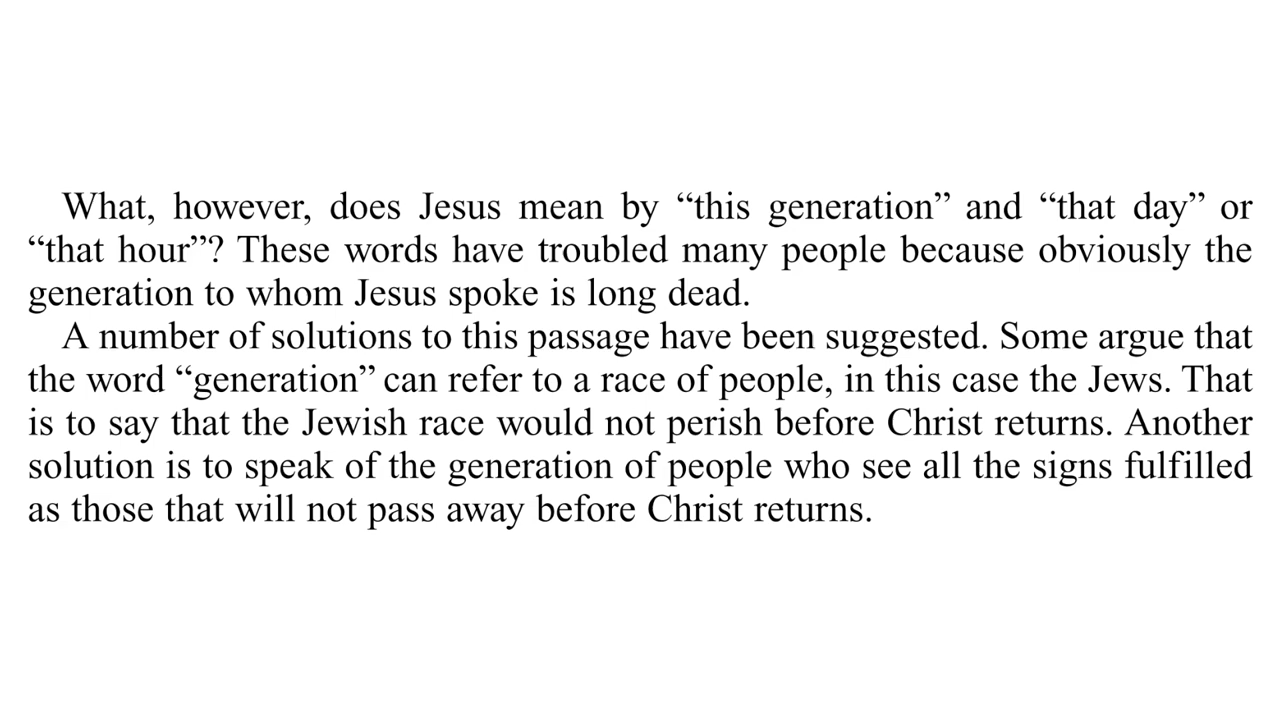 What, however, does Jesus mean by “this generation” and “that day” or
“that hour”? These words have troubled many people because obviously the
generation to whom Jesus spoke is long dead.
A number of solutions to this passage have been suggested. Some argue that
the word “generation” can refer to a race of people, in this case the Jews. That
is to say that the Jewish race would not perish before Christ returns. Another
solution is to speak of the generation of people who see all the signs fulfilled
as those that will not pass away before Christ returns.